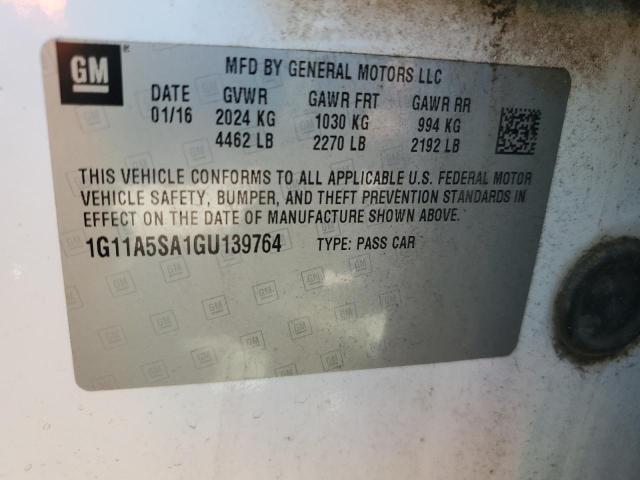 GM
MFD BY GENERAL MOTORS LLC
DATE GVWR GAWR FRT GAWR RR
01/16 2024 KG 1030 KG 994 KG
4462 LB 2270 LB 2192 LB
THIS VEHICLE CONFORMS TO ALL APPLICABLE U.S. FEDERAL MOTOR
VEHICLE SAFETY, BUMPER, AND THEFT PREVENTION STANDARDS IN
EFFECT ON THE DATE OF MANUFACTURE SHOWN ABOVE.
1G11A5SA1GU139764 TYPE: PASS CAR